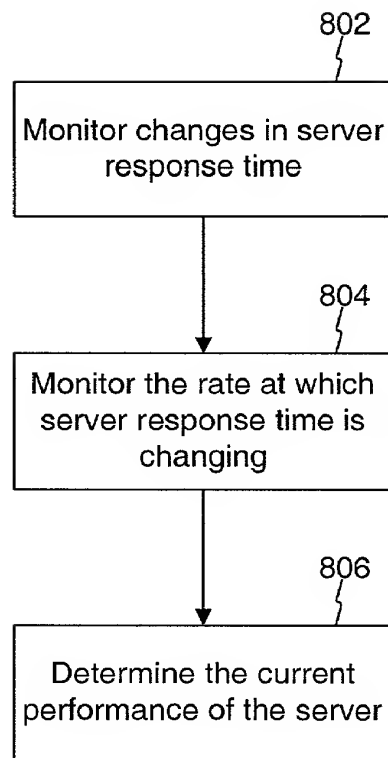 802
Monitor changes in server
response time
804
Monitor the rate at which
server response time is
changing
806
Determine the current
performance of the server